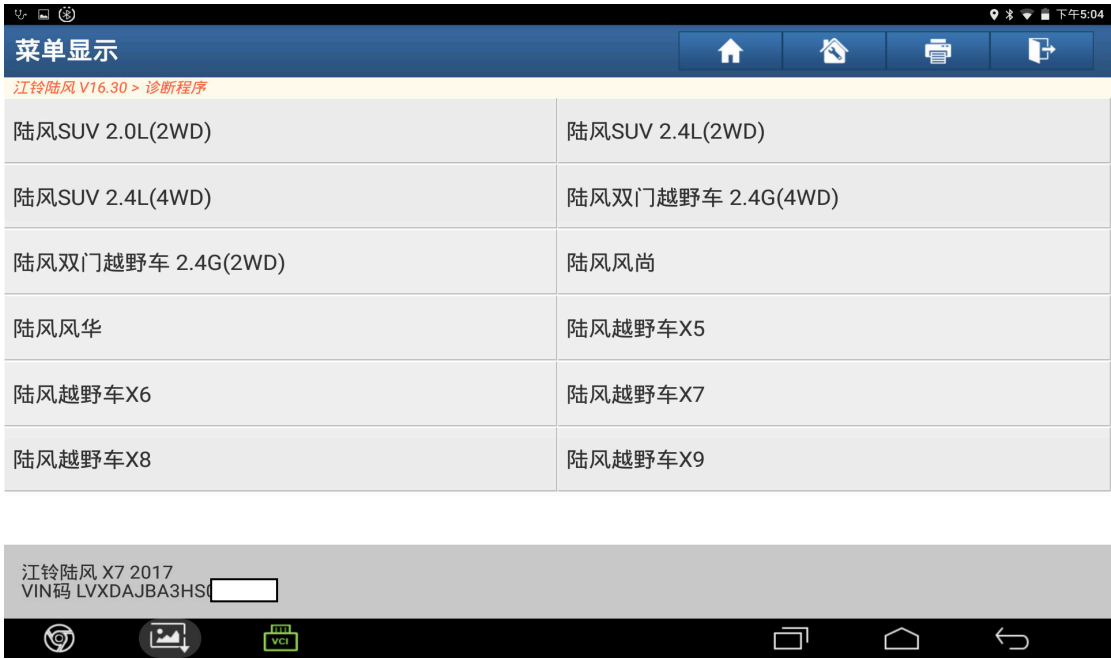 下午5:04
菜单显示
江铃陆风 V16.30 > 诊断程序
陆风SUV 2.0L(2WD)
陆风SUV 2.4L(2WD)
陆风SUV 2.4L(4WD)
陆风双门越野车 2.4G(4WD)
陆风双门越野车 2.4G(2WD)
陆风风尚
陆风风华
陆风越野车X5
陆风越野车X6
陆风越野车X7
陆风越野车X8
陆风越野车X9
江铃陆风 X7 2017
VIN码 LVXDAJBA3HS
VCI